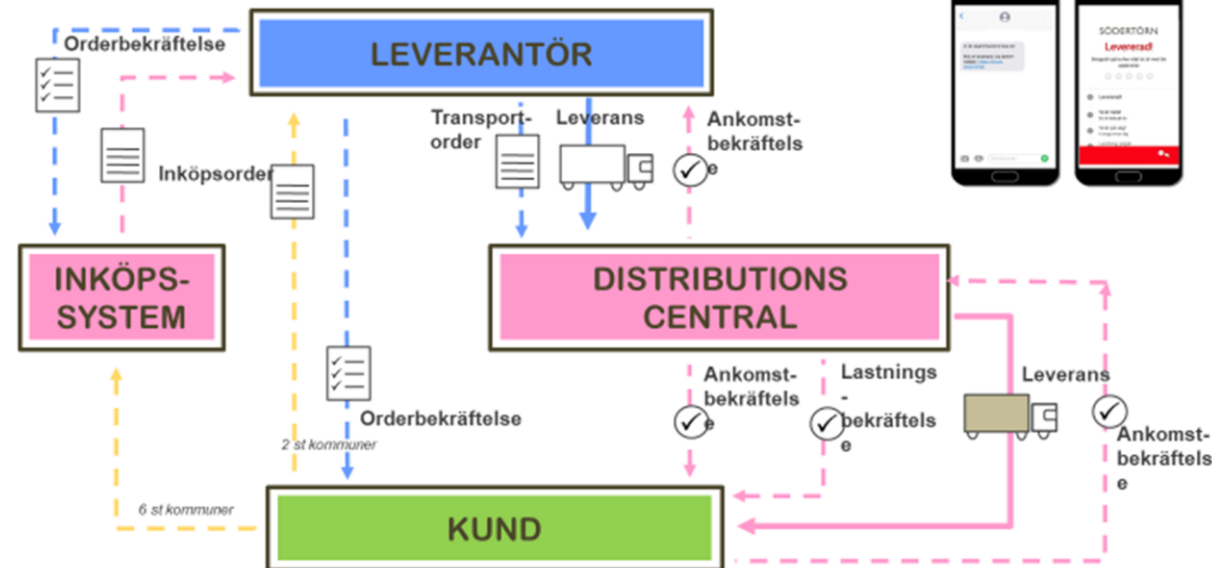 Orderbekräftelse
LEVERANTÖR
SÖDERTÖRN
Levererad!
Transport-
order
Leverans
Ankomst-
bekräftels
e
Inköpsorder
INKÖPS-
SYSTEM
DISTRIBUTIONS
CENTRAL
Ankomst-
bekräftels
e
Lastnings
-
bekräftels
e
Leverans
Ankomst-
bekräftels
e
Orderbekräftelse
2 st kommuner
6 st kommuner
KUND